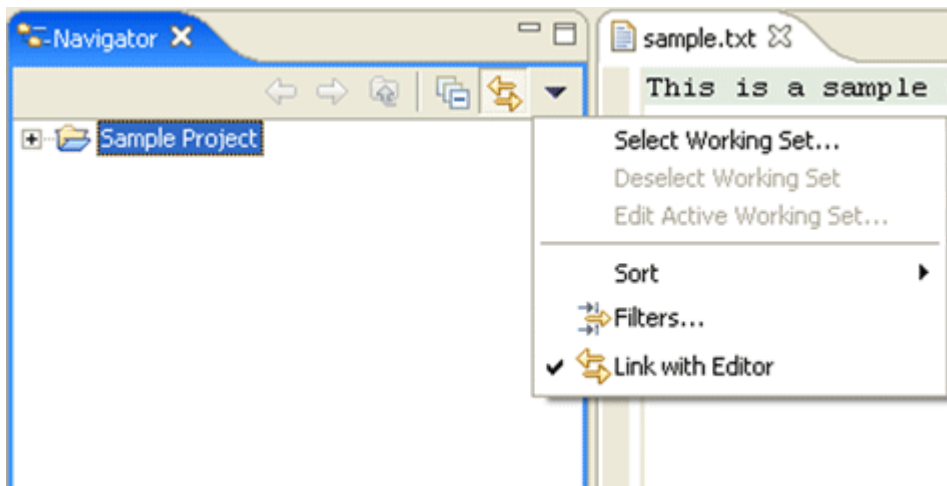 Navigator
sample.txt
This is a sample
Sample Project
Select Working Set...
Deselect Working Set
Edit Active Working Set...
Sort
Filters...
Link with Editor